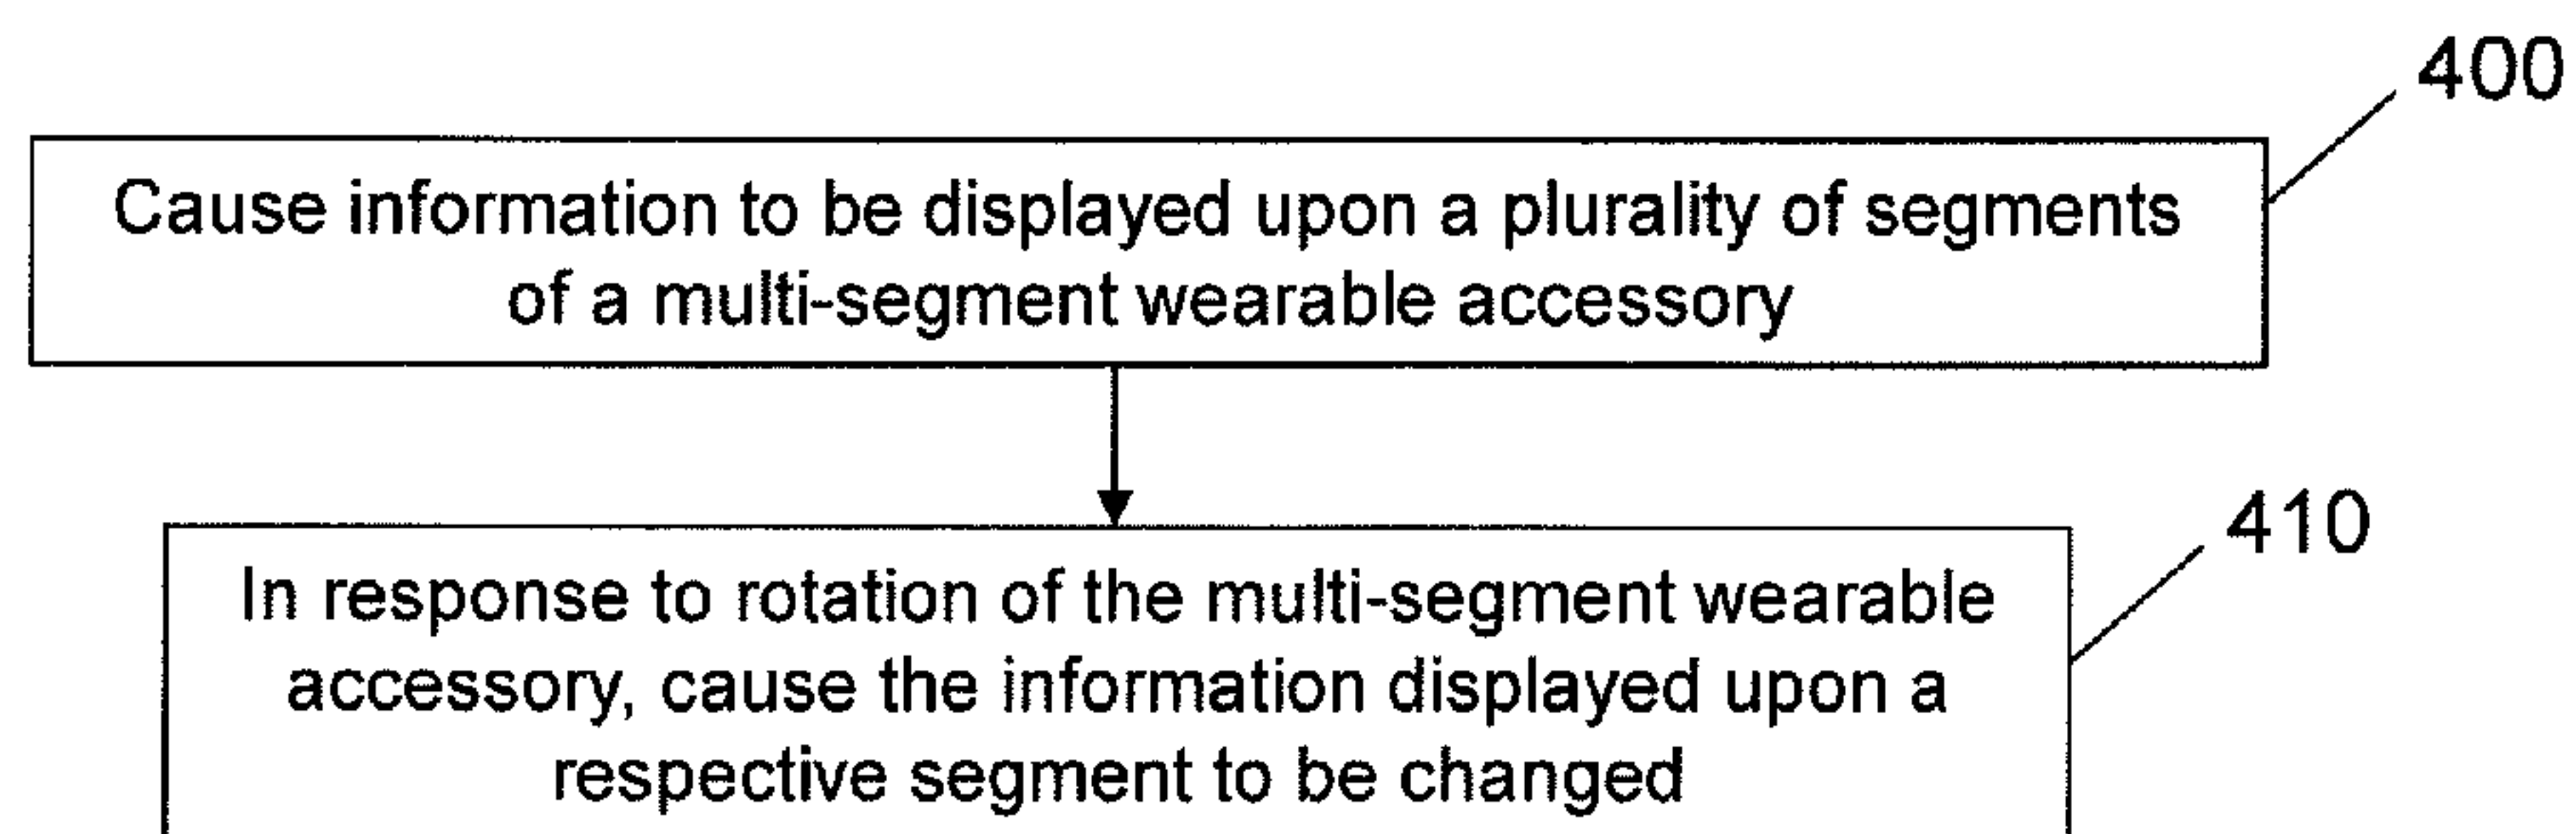 400
Cause information to be displayed upon a plurality of segments
of a multi-segment wearable accessory
410
In response to rotation of the multi-segment wearable
accessory, cause the information displayed upon a
respective segment to be changed